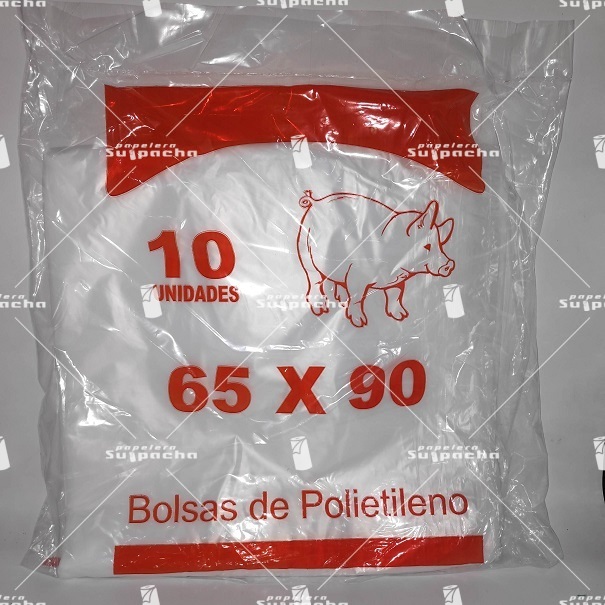 10
UNIDADES
65 X 90
Bolsas de Polietileno
papelera
Suipacha